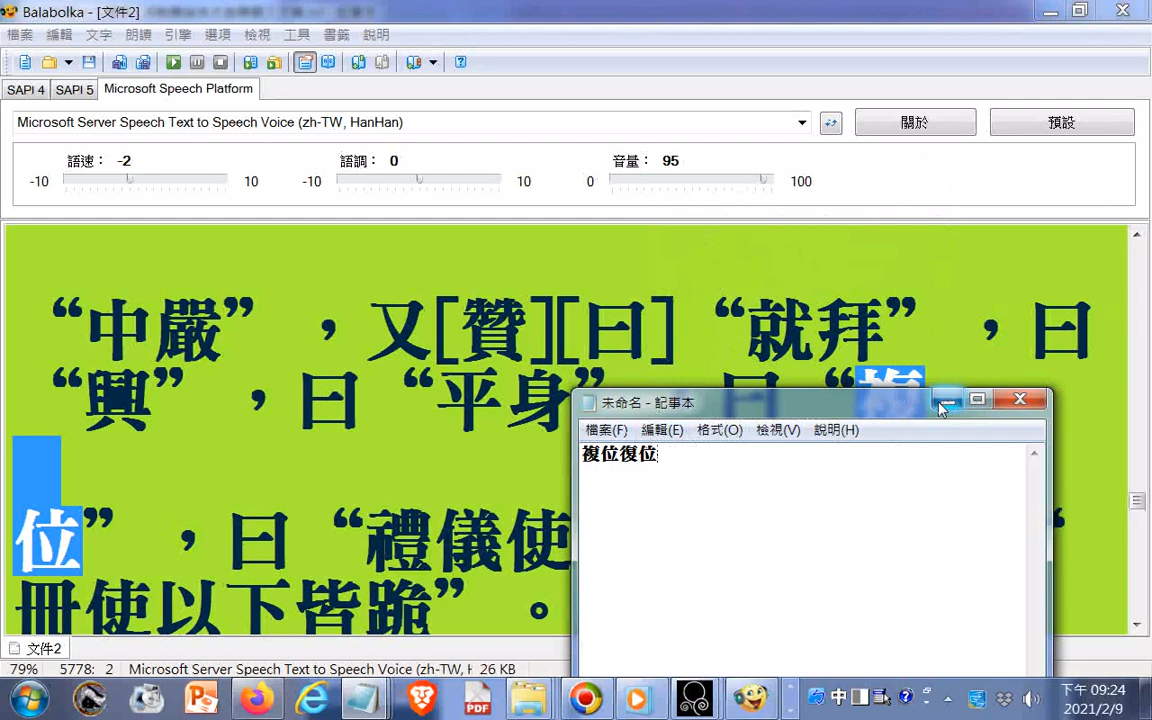 Balabolka - [文件2]
檔案 編輯 文字 朗讀 引擎 選項 檢視 工具 書籤 說明
SAPI 4 SAPI 5 Microsoft Speech Platform
Microsoft Server Speech Text to Speech Voice (zh-TW, HanHan) 關於 預設
語速： -2 語調： 0 音量： 95
-10 10 -10 10 0 100
“中嚴”，又[贊][曰]“就拜”，曰
“興”，曰“平身”，曰“複
位”，曰“禮儀使
冊使以下皆跪”。
未命名 - 記事本
檔案(F) 編輯(E) 格式(O) 檢視(V) 說明(H)
複位復位
文件2
79% 5778: 2 Microsoft Server Speech Text to Speech Voice (zh-TW, H 26 KB
PDF
中
下午 09:24
2021/2/9